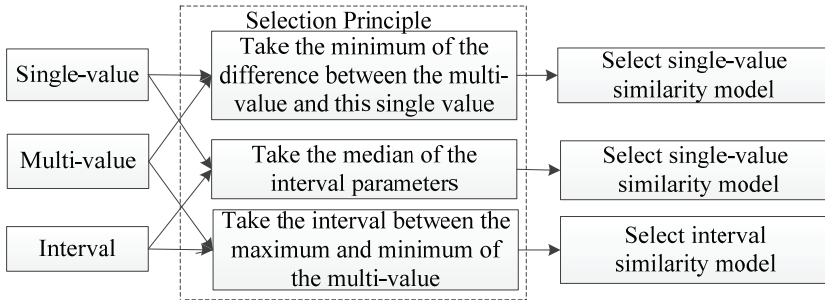 Selection Principle
Single-value
Multi-value
Interval
Take the minimum of the
difference between the multi-
value and this single value
Take the median of the
interval parameters
Take the interval between the
maximum and minimum of
the multi-value
Select single-value
similarity model
Select single-value
similarity model
Select interval
similarity model